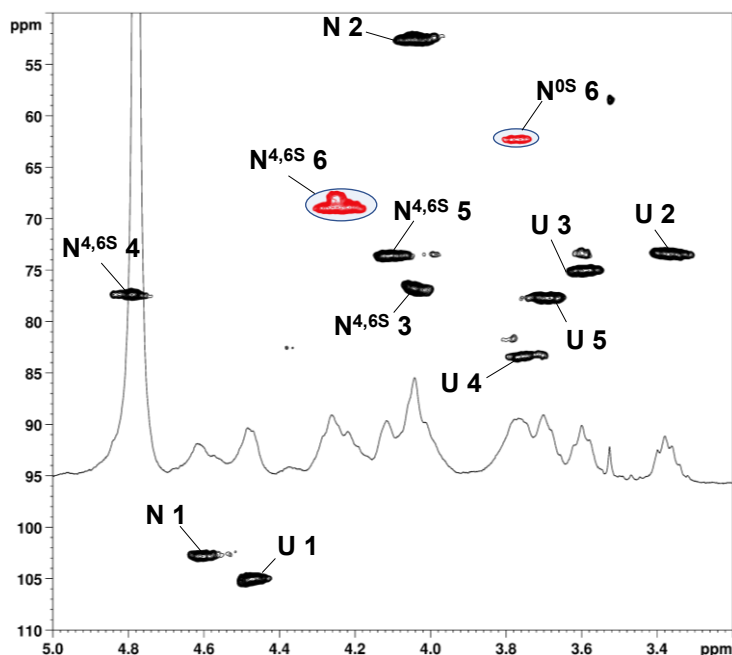 ppm
N 2
N⁰ˢ 6
N⁴,⁶ˢ 6
N⁴,⁶ˢ 5
U 3
U 2
N⁴,⁶ˢ 4
N⁴,⁶ˢ 3
U 5
U 4
N 1
U 1
55
60
65
70
75
80
85
90
95
100
105
110
5.0 4.8 4.6 4.4 4.2 4.0 3.8 3.6 3.4 ppm